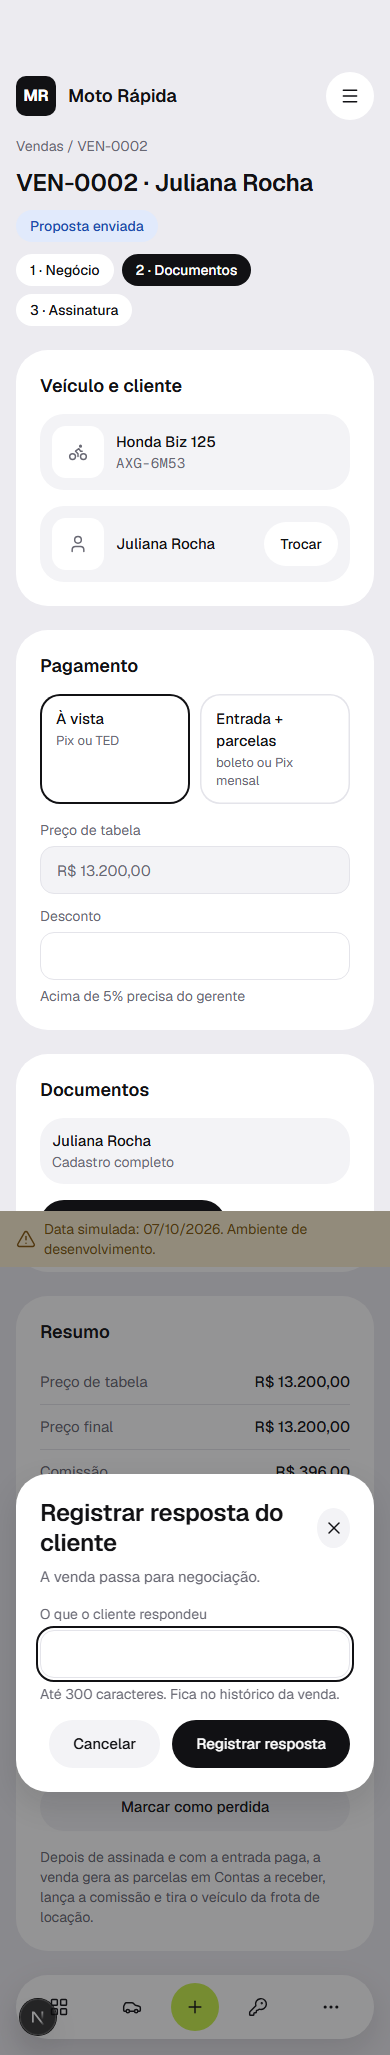 MR Moto Rápida
Vendas / VEN-0002
VEN-0002 · Juliana Rocha
Proposta enviada
1 · Negócio 2 · Documentos
3 · Assinatura
Veículo e cliente
Honda Biz 125
AXG-6M53
Juliana Rocha Trocar
Pagamento
À vista
Pix ou TED
Entrada +
parcelas
boleto ou Pix
mensal
Preço de tabela
R$ 13.200,00
Desconto
Acima de 5% precisa do gerente
Documentos
Juliana Rocha
Cadastro completo
Data simulada: 07/10/2026. Ambiente de
desenvolvimento.
Resumo
Preço de tabela R$ 13.200,00
Preço final R$ 13.200,00
Comissão R$ 396,00
Registrar resposta do
cliente
A venda passa para negociação.
O que o cliente respondeu
Até 300 caracteres. Fica no histórico da venda.
Cancelar Registrar resposta
Marcar como perdida
Depois de assinada e com a entrada paga, a
venda gera as parcelas em Contas a receber,
lança a comissão e tira o veículo da frota de
locação.
N